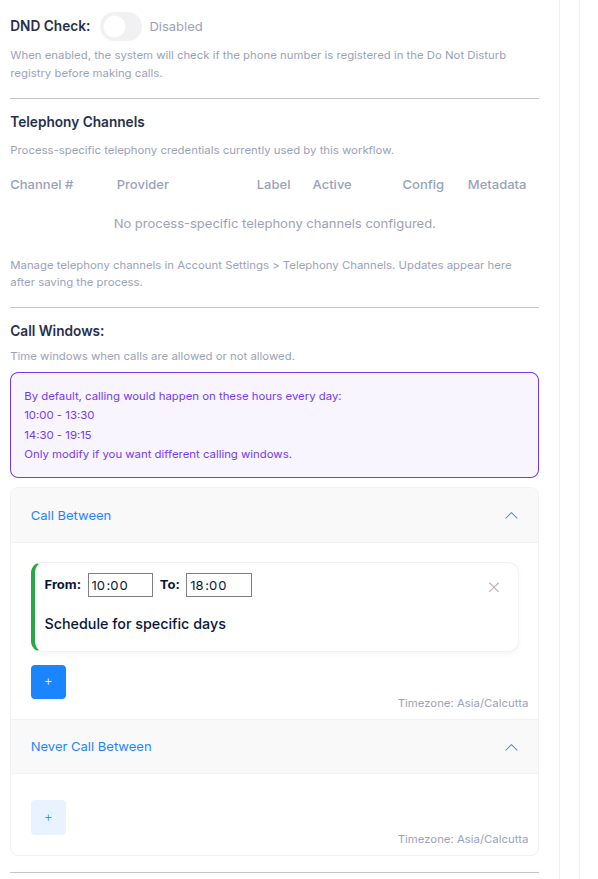 DND Check: Disabled
When enabled, the system will check if the phone number is registered in the Do Not Disturb
registry before making calls.
Telephony Channels
Process-specific telephony credentials currently used by this workflow.
Channel # Provider Label Active Config Metadata
No process-specific telephony channels configured.
Manage telephony channels in Account Settings > Telephony Channels. Updates appear here
after saving the process.
Call Windows:
Time windows when calls are allowed or not allowed.
By default, calling would happen on these hours every day:
10:00 - 13:30
14:30 - 19:15
Only modify if you want different calling windows.
Call Between
From: 10:00 To: 18:00
Schedule for specific days
+
Timezone: Asia/Calcutta
Never Call Between
+
Timezone: Asia/Calcutta